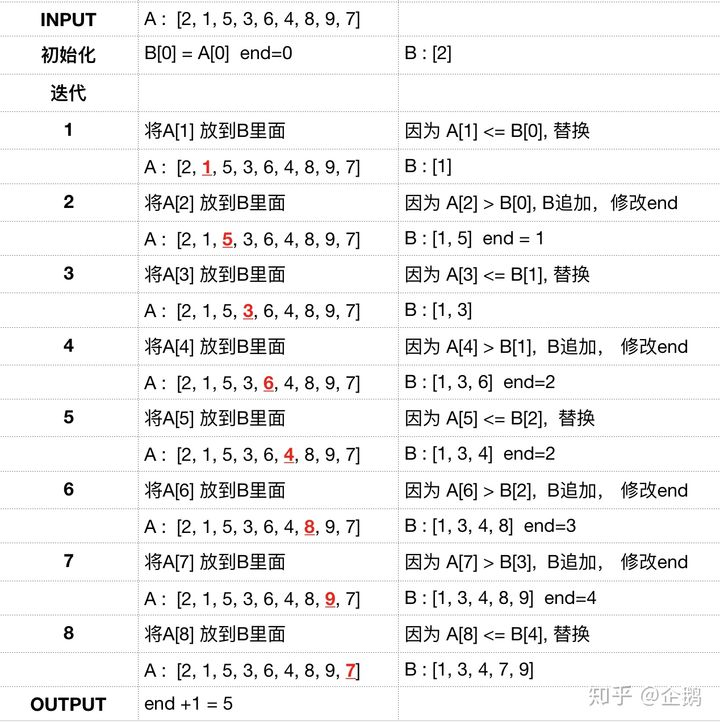 INPUT A : [2, 1, 5, 3, 6, 4, 8, 9, 7]
初始化 B[0] = A[0] end=0 B : [2]
迭代
1 将A[1] 放到B里面 因为 A[1] <= B[0], 替换
A : [2, 1, 5, 3, 6, 4, 8, 9, 7] B : [1]
2 将A[2] 放到B里面 因为 A[2] > B[0], B追加， 修改end
A : [2, 1, 5, 3, 6, 4, 8, 9, 7] B : [1, 5] end = 1
3 将A[3] 放到B里面 因为 A[3] <= B[1], 替换
A : [2, 1, 5, 3, 6, 4, 8, 9, 7] B : [1, 3]
4 将A[4] 放到B里面 因为 A[4] > B[1]， B追加， 修改end
A : [2, 1, 5, 3, 6, 4, 8, 9, 7] B : [1, 3, 6] end=2
5 将A[5] 放到B里面 因为 A[5] <= B[2]， 替换
A : [2, 1, 5, 3, 6, 4, 8, 9, 7] B : [1, 3, 4] end=2
6 将A[6] 放到B里面 因为 A[6] > B[2]， B追加， 修改end
A : [2, 1, 5, 3, 6, 4, 8, 9, 7] B : [1, 3, 4, 8] end=3
7 将A[7] 放到B里面 因为 A[7] > B[3]， B追加， 修改end
A : [2, 1, 5, 3, 6, 4, 8, 9, 7] B : [1, 3, 4, 8, 9] end=4
8 将A[8] 放到B里面 因为 A[8] <= B[4], 替换
A : [2, 1, 5, 3, 6, 4, 8, 9, 7] B : [1, 3, 4, 7, 9]
OUTPUT end +1 = 5
知乎 @企鹅